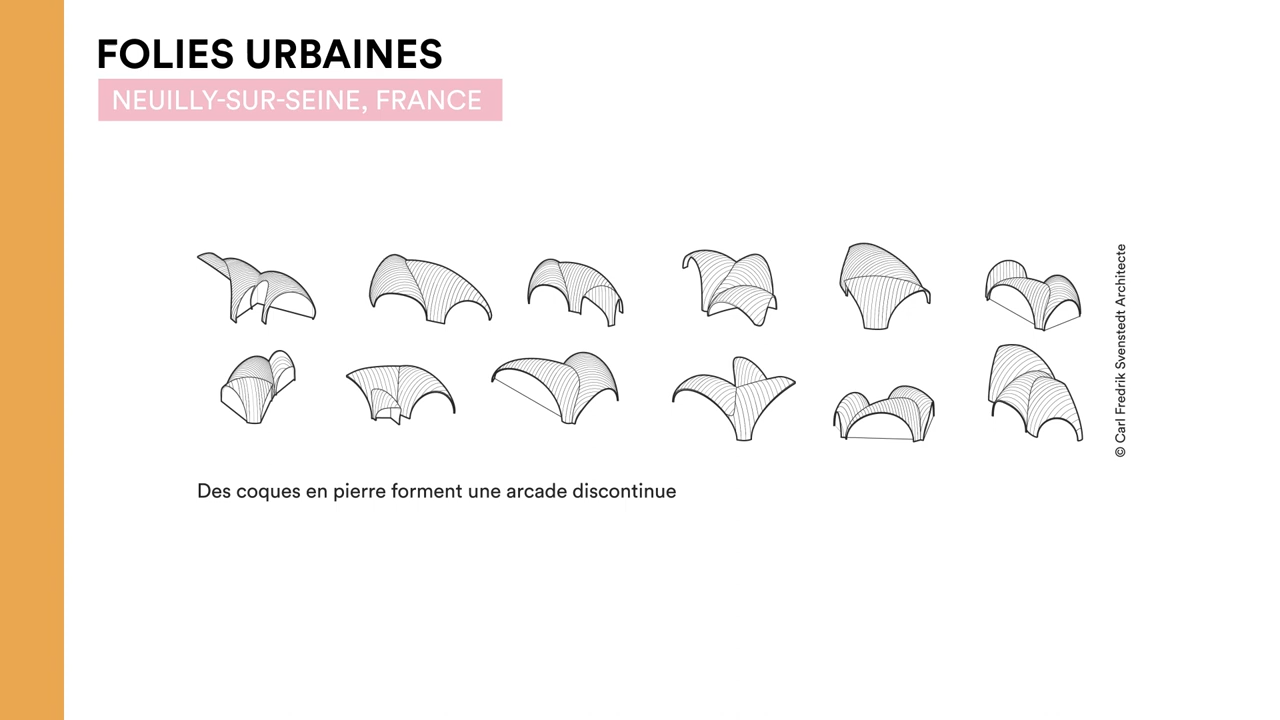 FOLIES URBAINES
NEUILLY-SUR-SEINE, FRANCE
© Carl Fredrik Svenstedt Architecte
Des coques en pierre forment une arcade discontinue